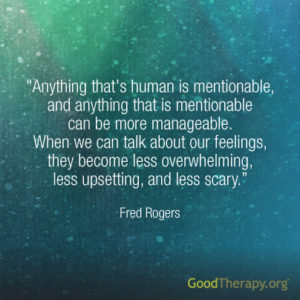 "Anything that's human is mentionable,
and anything that is mentionable
can be more manageable.
When we can talk about our feelings,
they become less overwhelming,
less upsetting, and less scary."
Fred Rogers
GoodTherapy.org®